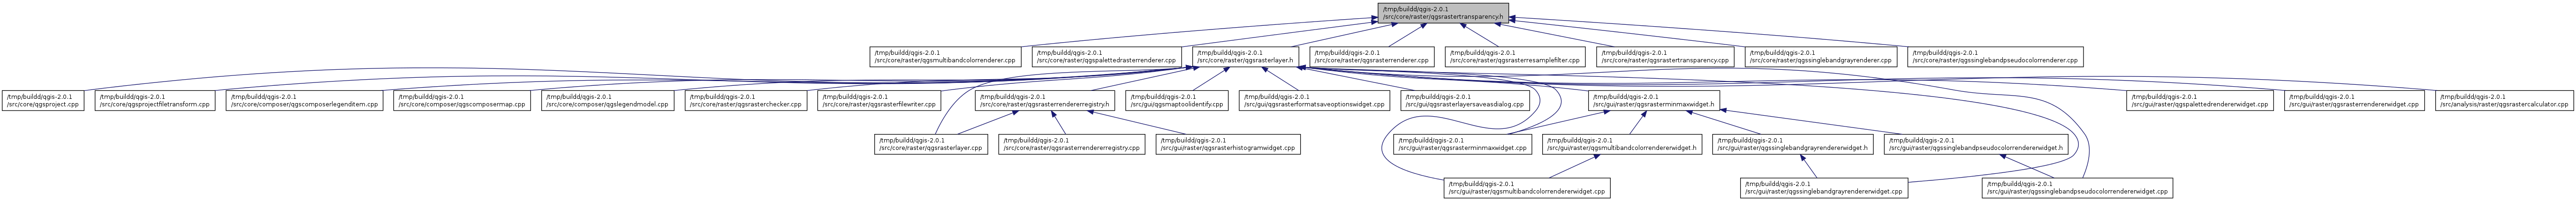 /tmp/buildd/qgis-2.0.1
/src/core/raster/qgsrastertransparency.h
/tmp/buildd/qgis-2.0.1
/src/core/raster/qgsmultibandcolorrenderer.cpp
/tmp/buildd/qgis-2.0.1
/src/core/raster/qgspalettedrasterrenderer.cpp
/tmp/buildd/qgis-2.0.1
/src/core/raster/qgsrasterlayer.h
/tmp/buildd/qgis-2.0.1
/src/core/raster/qgsrasterrenderer.cpp
/tmp/buildd/qgis-2.0.1
/src/core/raster/qgsrasterresamplefilter.cpp
/tmp/buildd/qgis-2.0.1
/src/core/raster/qgsrastertransparency.cpp
/tmp/buildd/qgis-2.0.1
/src/core/raster/qgssinglebandgrayrenderer.cpp
/tmp/buildd/qgis-2.0.1
/src/core/raster/qgssinglebandpseudocolorrenderer.cpp
/tmp/buildd/qgis-2.0.1
/src/core/qgsproject.cpp
/tmp/buildd/qgis-2.0.1
/src/core/qgsprojectfiletransform.cpp
/tmp/buildd/qgis-2.0.1
/src/core/composer/qgscomposerlegenditem.cpp
/tmp/buildd/qgis-2.0.1
/src/core/composer/qgscomposermap.cpp
/tmp/buildd/qgis-2.0.1
/src/core/composer/qgslegendmodel.cpp
/tmp/buildd/qgis-2.0.1
/src/core/raster/qgsrasterchecker.cpp
/tmp/buildd/qgis-2.0.1
/src/core/raster/qgsrasterfilewriter.cpp
/tmp/buildd/qgis-2.0.1
/src/core/raster/qgsrasterrendererregistry.h
/tmp/buildd/qgis-2.0.1
/src/gui/qgsmaptoolidentify.cpp
/tmp/buildd/qgis-2.0.1
/src/gui/qgsrasterformatsaveoptionswidget.cpp
/tmp/buildd/qgis-2.0.1
/src/gui/qgsrasterlayersaveasdialog.cpp
/tmp/buildd/qgis-2.0.1
/src/gui/raster/qgsrasterminmaxwidget.h
/tmp/buildd/qgis-2.0.1
/src/gui/raster/qgspalettedrendererwidget.cpp
/tmp/buildd/qgis-2.0.1
/src/gui/raster/qgsrasterrendererwidget.cpp
/tmp/buildd/qgis-2.0.1
/src/analysis/raster/qgsrastercalculator.cpp
/tmp/buildd/qgis-2.0.1
/src/core/raster/qgsrasterlayer.cpp
/tmp/buildd/qgis-2.0.1
/src/core/raster/qgsrasterrendererregistry.cpp
/tmp/buildd/qgis-2.0.1
/src/gui/raster/qgsrasterhistogramwidget.cpp
/tmp/buildd/qgis-2.0.1
/src/gui/raster/qgsrasterminmaxwidget.cpp
/tmp/buildd/qgis-2.0.1
/src/gui/raster/qgsmultibandcolorrendererwidget.h
/tmp/buildd/qgis-2.0.1
/src/gui/raster/qgssinglebandgrayrendererwidget.h
/tmp/buildd/qgis-2.0.1
/src/gui/raster/qgssinglebandpseudocolorrendererwidget.h
/tmp/buildd/qgis-2.0.1
/src/gui/raster/qgsmultibandcolorrendererwidget.cpp
/tmp/buildd/qgis-2.0.1
/src/gui/raster/qgssinglebandgrayrendererwidget.cpp
/tmp/buildd/qgis-2.0.1
/src/gui/raster/qgssinglebandpseudocolorrendererwidget.cpp